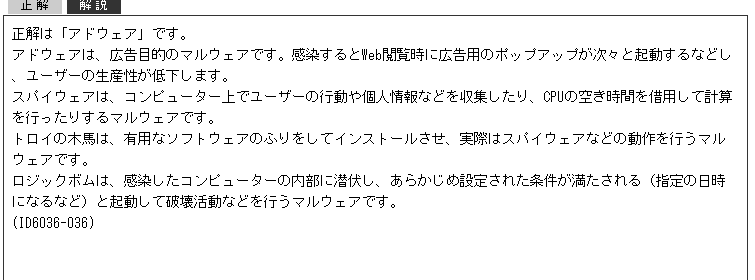 正解 解説
正解は「アドウェア」です。
アドウェアは、広告目的のマルウェアです。感染するとWeb閲覧時に広告用のポップアップが次々と起動するなどし
、ユーザーの生産性が低下します。
スパイウェアは、コンピューター上でユーザーの行動や個人情報などを収集したり、CPUの空き時間を借用して計算
を行ったりするマルウェアです。
トロイの木馬は、有用なソフトウェアのふりをしてインストールさせ、実際はスパイウェアなどの動作を行うマル
ウェアです。
ロジックボムは、感染したコンピューターの内部に潜伏し、あらかじめ設定された条件が満たされる（指定の日時
になるなど）と起動して破壊活動などを行うマルウェアです。
(ID6036-036)